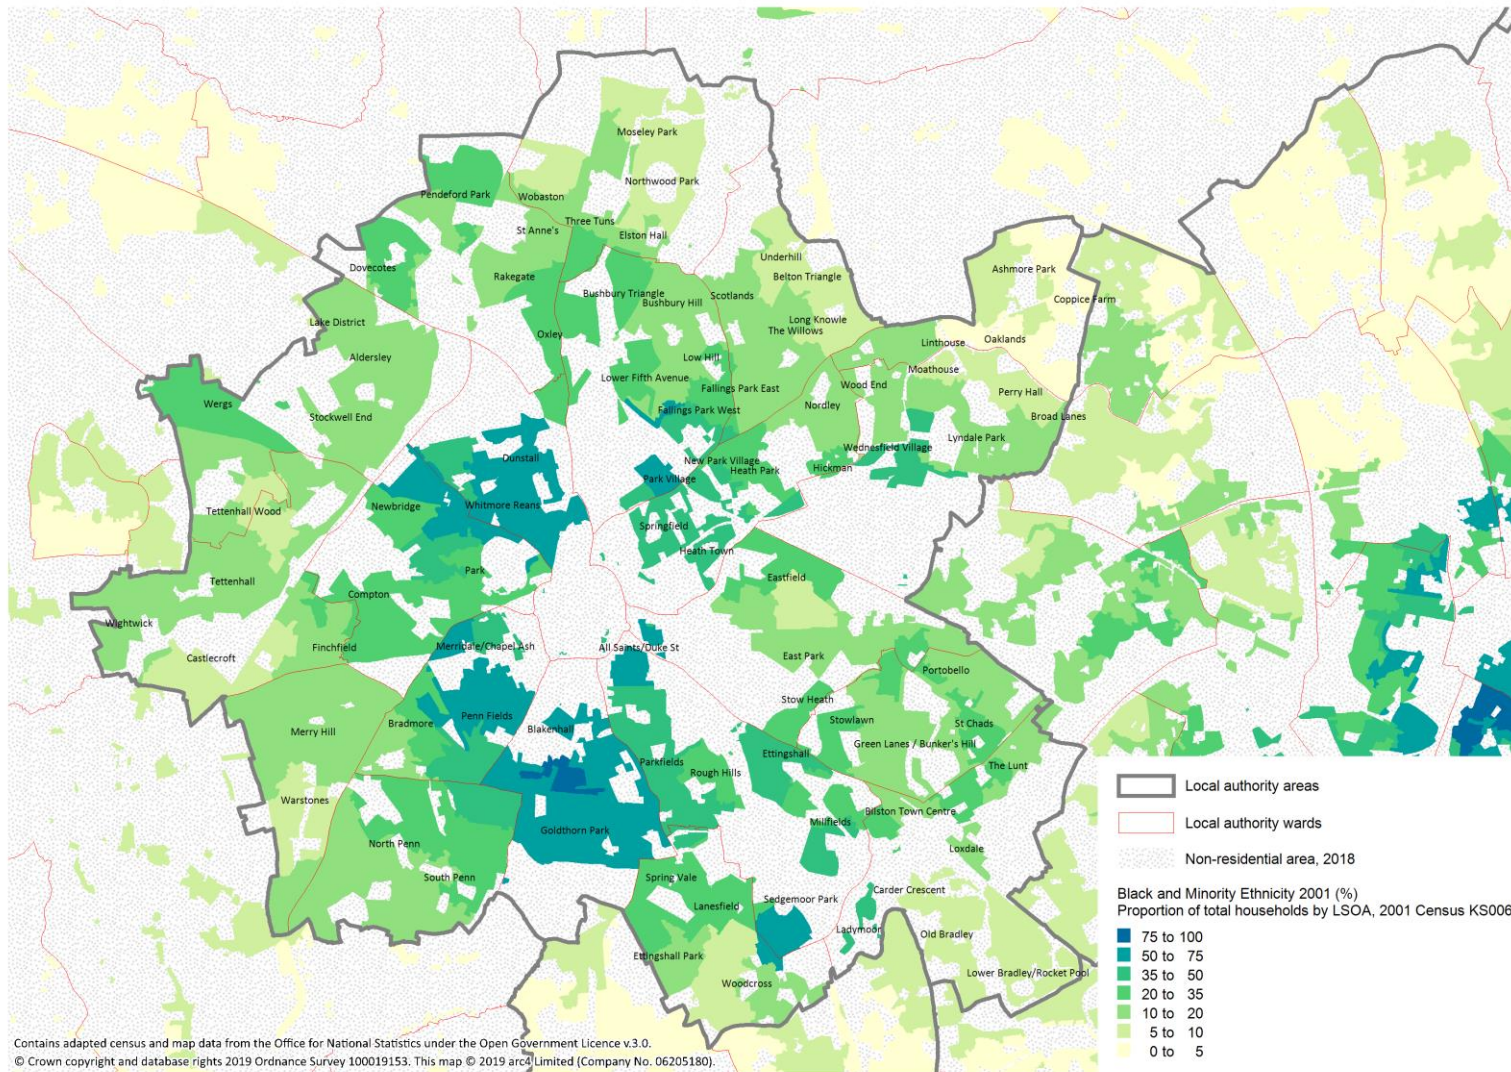 Moseley Park
Northwood Park
Pendeford Park
Wobaston
Three Tuns
St Anne's
Elston Hall
Underhill
Dovecotes
Rakegate
Belton Triangle
Ashmore Park
Bushbury Triangle
Bushbury Hill
Scotlands
Coppice Farm
Lake District
Long Knowle
The Willows
Oxley
Linthouse
Oaklands
Aldersley
Low Hill
Moathouse
Lower Fifth Avenue
Fallings Park East
Wood End
Perry Hall
Wergs
Stockwell End
Fallings Park West
Nordley
Broad Lanes
Lyndale Park
Wednesfield Village
Dunstall
New Park Village
Heath Park
Hickman
Park Village
Newbridge
Whitmore Reans
Tettenhall Wood
Springfield
Heath Town
Park
Eastfield
Tettenhall
Compton
Wightwick
Finchfield
Merridale/Chapel Ash
All Saints/Duke St
Castlecroft
East Park
Portobello
Stow Heath
Penn Fields
Bradmore
Stowlawn
St Chads
Merry Hill
Blakenhall
Green Lanes / Bunker's Hill
Ettingshall
Parkfields
Rough Hills
The Lunt
Warstones
Bilston Town Centre
Millfields
Goldthorn Park
North Penn
Loxdale
South Penn
Spring Vale
Carder Crescent
Sedgemoor Park
Lanesfield
Ladymoor
Old Bradley
Ettingshall Park
Lower Bradley/Rocket Pool
Woodcross
Local authority areas
Local authority wards
Non-residential area, 2018
Black and Minority Ethnicity 2001 (%)
Proportion of total households by LSOA, 2001 Census KS006
75 to 100
50 to 75
35 to 50
20 to 35
10 to 20
5 to 10
0 to 5
Contains adapted census and map data from the Office for National Statistics under the Open Government Licence v.3.0.
© Crown copyright and database rights 2019 Ordnance Survey 100019153. This map © 2019 arc4 Limited (Company No. 06205180).